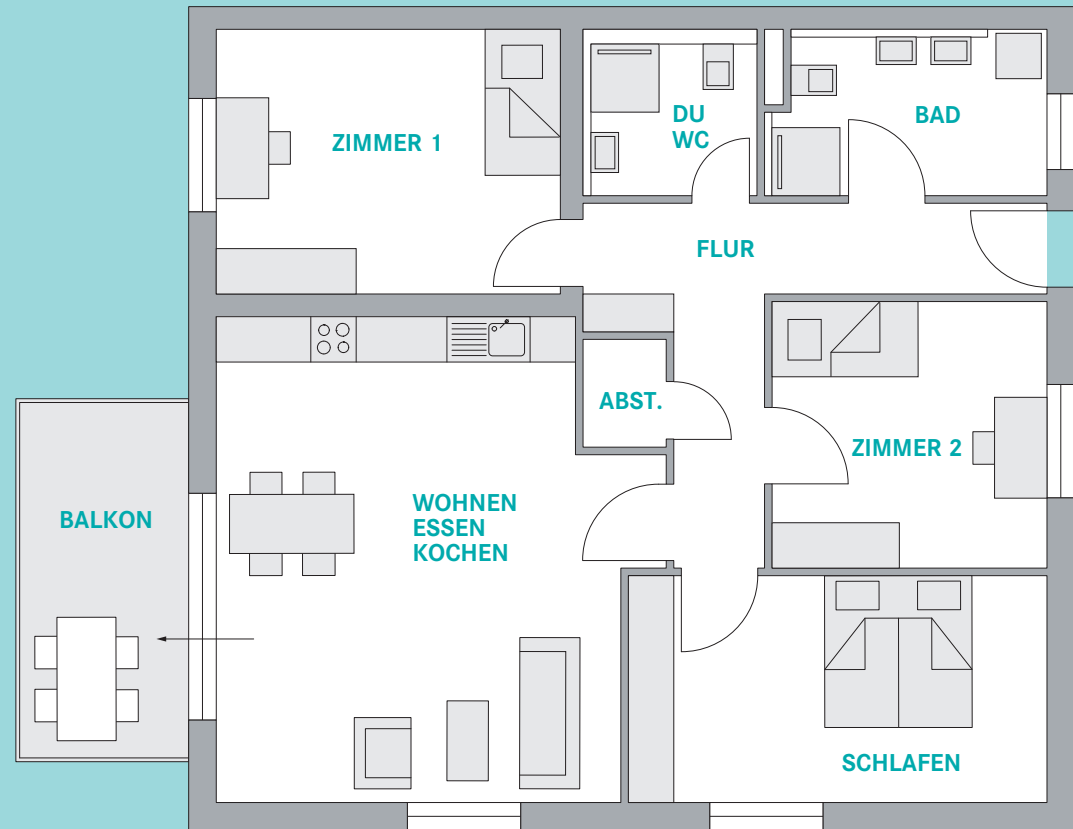 ZIMMER 1
DU
WC
BAD
FLUR
ABST.
ZIMMER 2
BALKON
WOHNEN
ESSEN
KOCHEN
SCHLAFEN